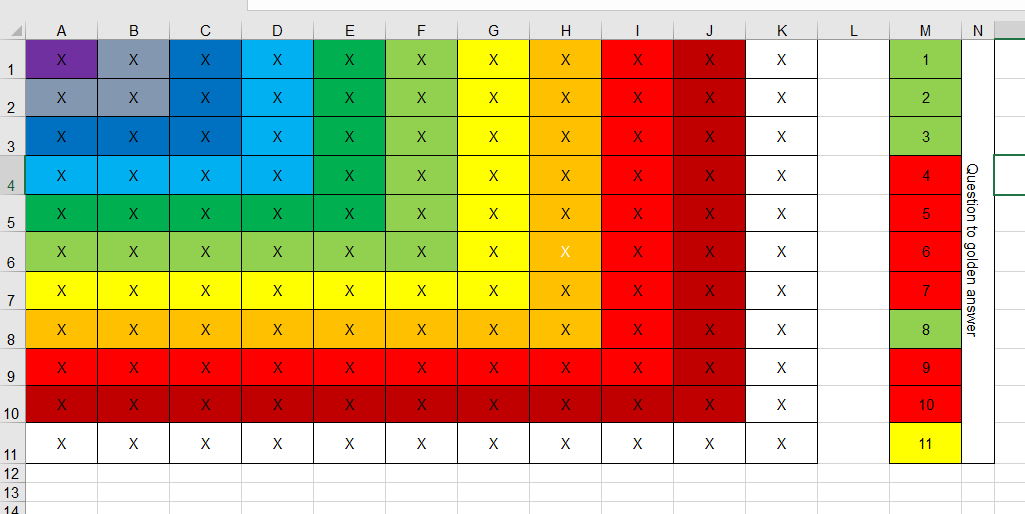 A B C D E F G H I J K L M N
1 X X X X X X X X X X X 1
2 X X X X X X X X X X X 2
3 X X X X X X X X X X X 3
4 X X X X X X X X X X X 4
5 X X X X X X X X X X X 5
6 X X X X X X X X X X X 6
7 X X X X X X X X X X X 7
8 X X X X X X X X X X X 8
9 X X X X X X X X X X X 9
10 X X X X X X X X X X X 10
11 X X X X X X X X X X X 11
Question to golden answer
12
13
14